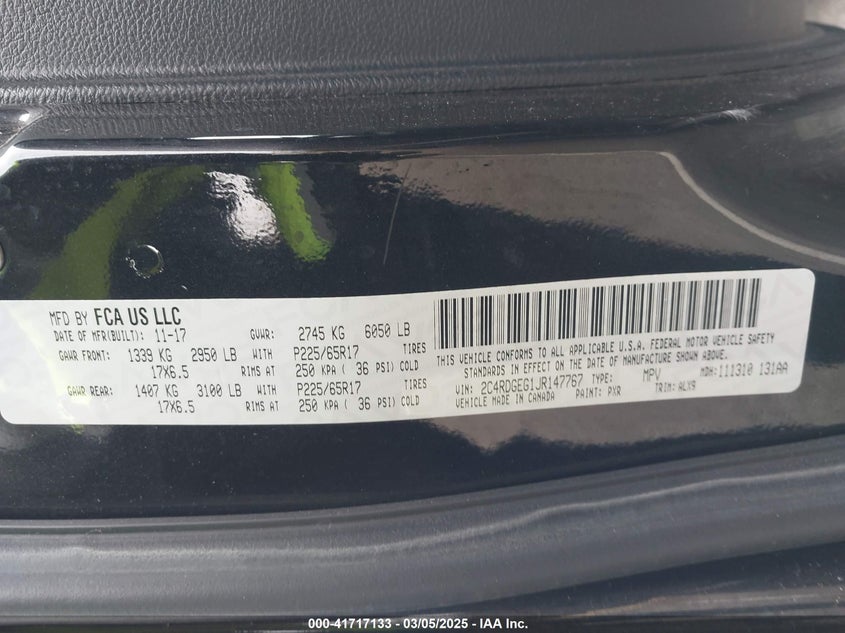 MFD BY FCA US LLC
DATE OF MFR(BUILT): 11-17 GVWR: 2745 KG 6050 LB
GAWR FRONT: 1339 KG 2950 LB WITH P225/65R17 TIRES
17X6.5 RIMS AT 250 KPA ( 36 PSI) COLD
GAWR REAR: 1407 KG 3100 LB WITH P225/65R17 TIRES
17X6.5 RIMS AT 250 KPA ( 36 PSI) COLD
THIS VEHICLE CONFORMS TO ALL APPLICABLE U.S.A. FEDERAL MOTOR VEHICLE SAFETY
STANDARDS IN EFFECT ON THE DATE OF MANUFACTURE SHOWN ABOVE.
VIN: 2C4RDGEG1JR147767 TYPE: MPV MDH:111310 131AA
VEHICLE MADE IN CANADA PAINT: PXR TRIM: ALX9
000-41717133 - 03/05/2025 - IAA Inc.